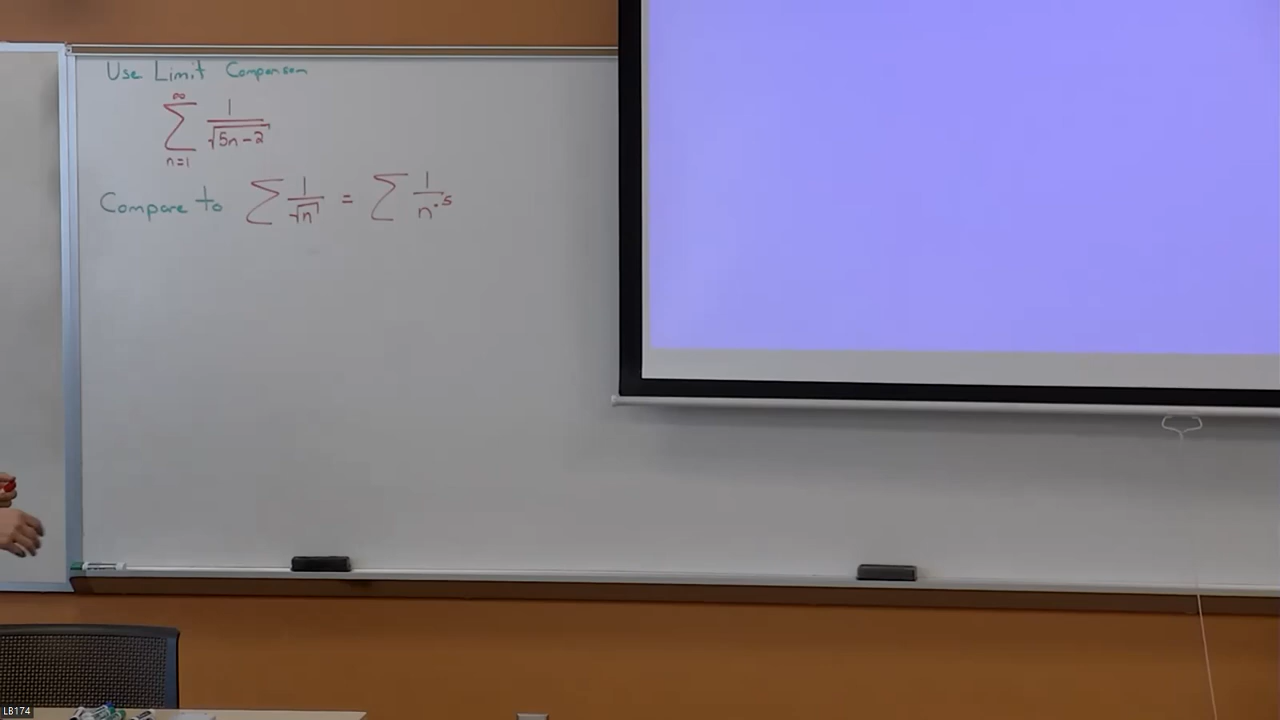 Use Limit Comparison
∞
∑ 1/√(5n-2)
n=1
Compare to ∑ 1/√n = ∑ 1/n^.5
LB174